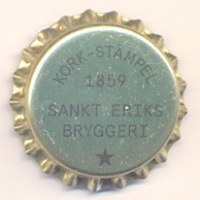 KORK-STÄMPEL
1859
SANKT ERIKS
BRYGGERI